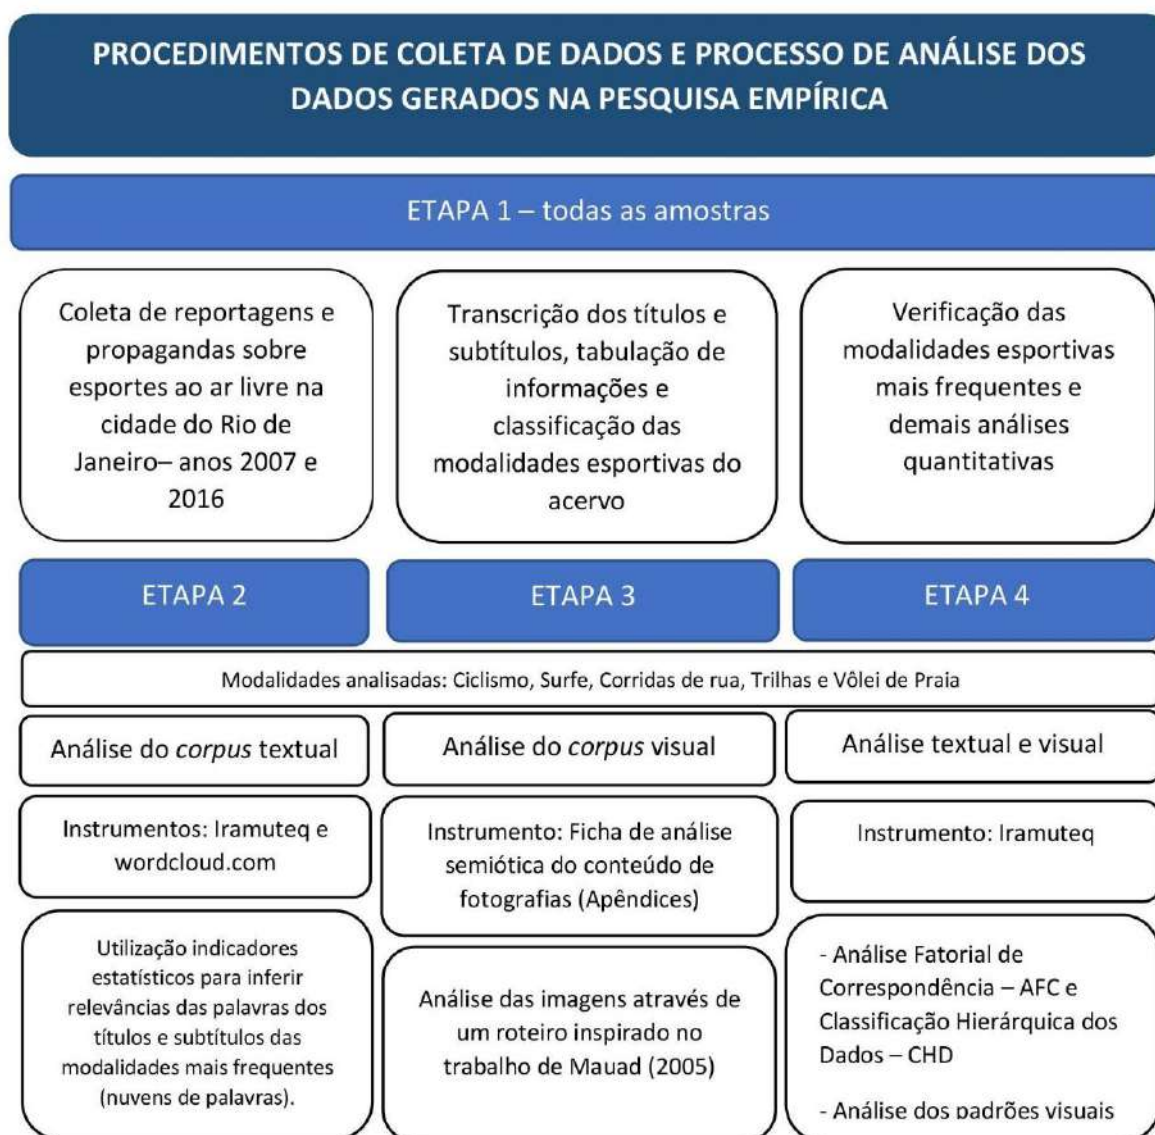 PROCEDIMENTOS DE COLETA DE DADOS E PROCESSO DE ANÁLISE DOS
DADOS GERADOS NA PESQUISA EMPÍRICA
ETAPA 1 – todas as amostras
Coleta de reportagens e
propagandas sobre
esportes ao ar livre na
cidade do Rio de
Janeiro– anos 2007 e
2016
Transcrição dos títulos e
subtítulos, tabulação de
informações e
classificação das
modalidades esportivas do
acervo
Verificação das
modalidades esportivas
mais frequentes e
demais análises
quantitativas
ETAPA 2
ETAPA 3
ETAPA 4
Modalidades analisadas: Ciclismo, Surfe, Corridas de rua, Trilhas e Vôlei de Praia
Análise do corpus textual
Análise do corpus visual
Análise textual e visual
Instrumentos: Iramuteq e
wordcloud.com
Instrumento: Ficha de análise
semiótica do conteúdo de
fotografias (Apêndices)
Instrumento: Iramuteq
Utilização indicadores
estatísticos para inferir
relevâncias das palavras dos
títulos e subtítulos das
modalidades mais frequentes
(nuvens de palavras).
Análise das imagens através de
um roteiro inspirado no
trabalho de Mauad (2005)
- Análise Fatorial de
Correspondência – AFC e
Classificação Hierárquica dos
Dados – CHD
- Análise dos padrões visuais